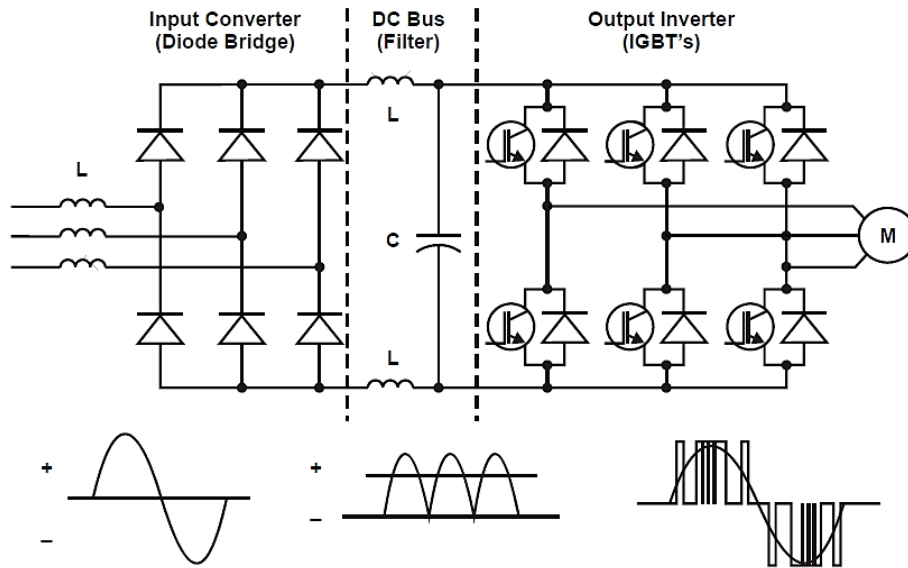 Input Converter
(Diode Bridge)
DC Bus
(Filter)
Output Inverter
(IGBT's)
L
L
C
M
L
+
–
+
–